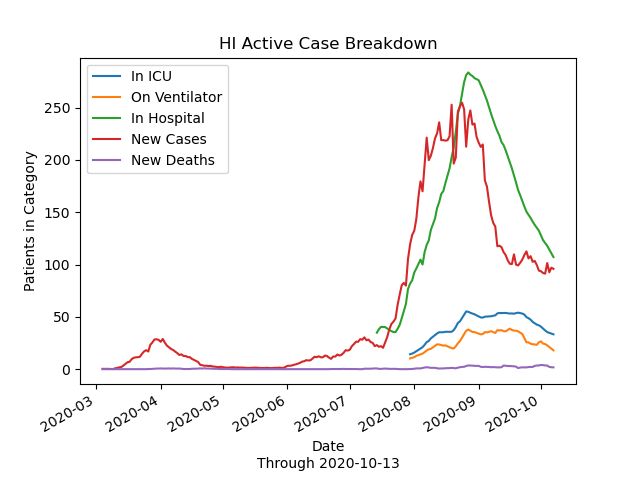 HI Active Case Breakdown
In ICU
On Ventilator
In Hospital
New Cases
New Deaths
Patients in Category
250
200
150
100
50
0
2020-03
2020-04
2020-05
2020-06
2020-07
2020-08
2020-09
2020-10
Date
Through 2020-10-13